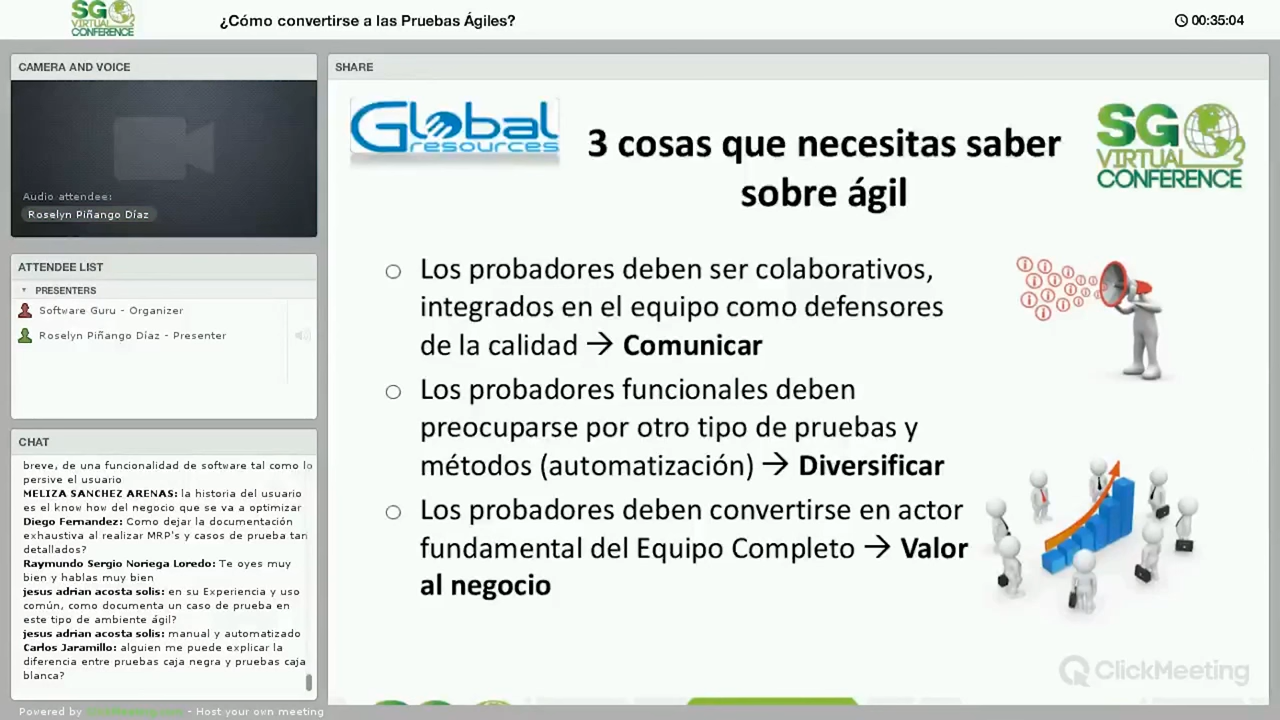 SG
VIRTUAL
CONFERENCE
¿Cómo convertirse a las Pruebas Ágiles?
00:35:04
CAMERA AND VOICE
Audio attendee:
Roselyn Piñango Díaz
ATTENDEE LIST
PRESENTERS
Software Guru - Organizer
Roselyn Piñango Díaz - Presenter
CHAT
breve, de una funcionalidad de software tal como lo
persive el usuario
MELIZA SANCHEZ ARENAS: la historia del usuario
es el know how del negocio que se va a optimizar
Diego Fernandez: Como dejar la documentación
exhaustiva al realizar MRP's y casos de prueba tan
detallados?
Raymundo Sergio Noriega Loredo: Te oyes muy
bien y hablas muy bien
jesus adrian acosta solis: en su Experiencia y uso
común, como documenta un caso de prueba en
este tipo de ambiente ágil?
jesus adrian acosta solis: manual y automatizado
Carlos Jaramillo: alguien me puede explicar la
diferencia entre pruebas caja negra y pruebas caja
blanca?
Powered by ClickMeeting.com - Host your own meeting
SHARE
Global
resources
3 cosas que necesitas saber
sobre ágil
SG
VIRTUAL
CONFERENCE
Los probadores deben ser colaborativos,
integrados en el equipo como defensores
de la calidad → Comunicar
Los probadores funcionales deben
preocuparse por otro tipo de pruebas y
métodos (automatización) → Diversificar
Los probadores deben convertirse en actor
fundamental del Equipo Completo → Valor
al negocio
ClickMeeting